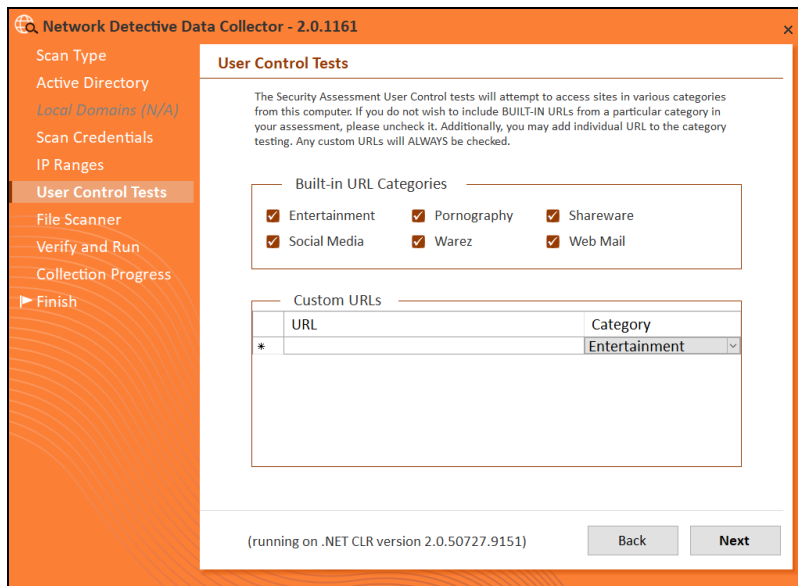 Network Detective Data Collector - 2.0.1161
Scan Type
Active Directory
Local Domains (N/A)
Scan Credentials
IP Ranges
User Control Tests
File Scanner
Verify and Run
Collection Progress
Finish
User Control Tests
The Security Assessment User Control tests will attempt to access sites in various categories
from this computer. If you do not wish to include BUILT-IN URLs from a particular category in
your assessment, please uncheck it. Additionally, you may add individual URL to the category
testing. Any custom URLs will ALWAYS be checked.
Built-in URL Categories
Entertainment Pornography Shareware
Social Media Warez Web Mail
Custom URLs
URL Category
* Entertainment
(running on .NET CLR version 2.0.50727.9151) Back Next